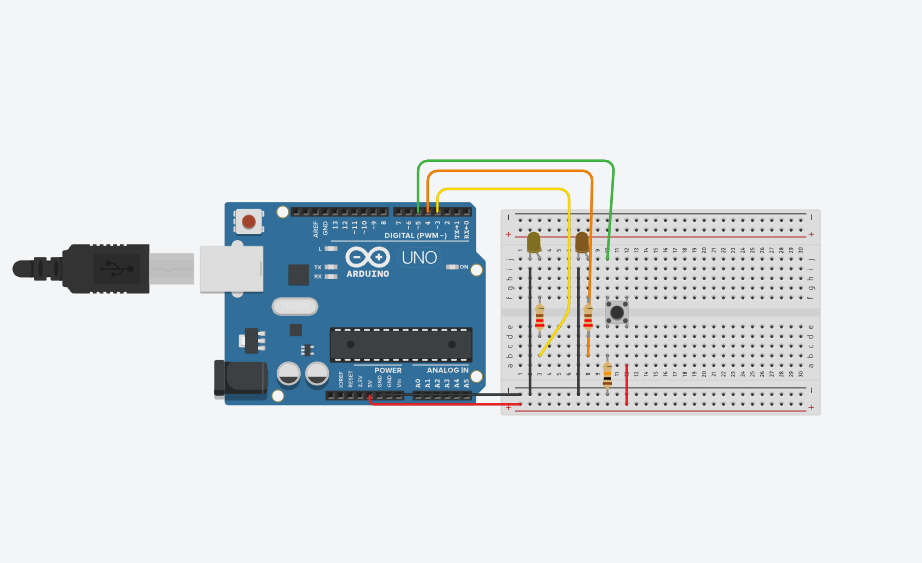 AREF
GND
13
12
~11
~10
~9
8
7
~6
~5
4
~3
2
TX→1
RX←0
DIGITAL (PWM~)
L
TX
RX
ARDUINO
UNO
ON
POWER
ANALOG IN
IOREF
RESET
3.3V
5V
GND
GND
Vin
A0
A1
A2
A3
A4
A5